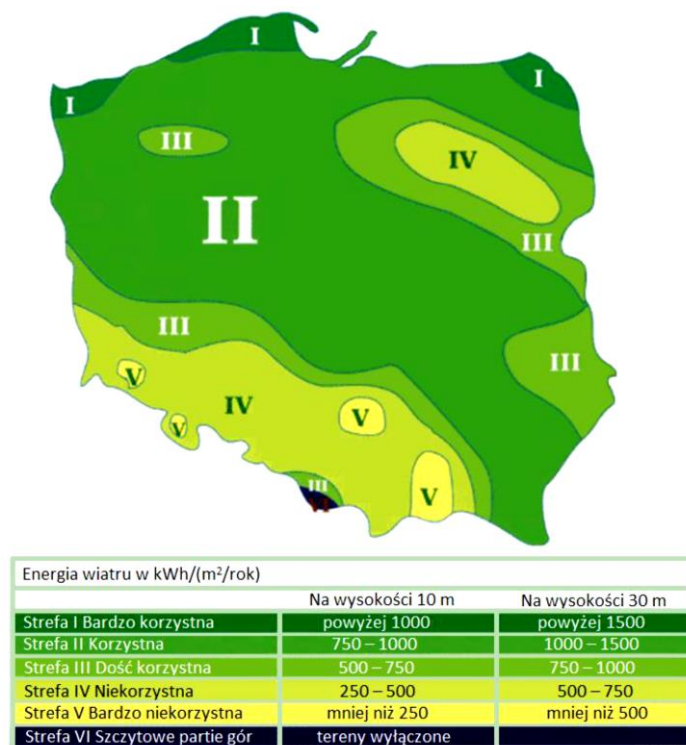 I
I
I
III
IV
II
III
III
III
V
IV
V
V
III
V
VI
Energia wiatru w kWh/(m²/rok)
Na wysokości 10 m Na wysokości 30 m
Strefa I Bardzo korzystna powyżej 1000 powyżej 1500
Strefa II Korzystna 750 – 1000 1000 – 1500
Strefa III Dość korzystna 500 – 750 750 – 1000
Strefa IV Niekorzystna 250 – 500 500 – 750
Strefa V Bardzo niekorzystna mniej niż 250 mniej niż 500
Strefa VI Szczytowe partie gór tereny wyłączone